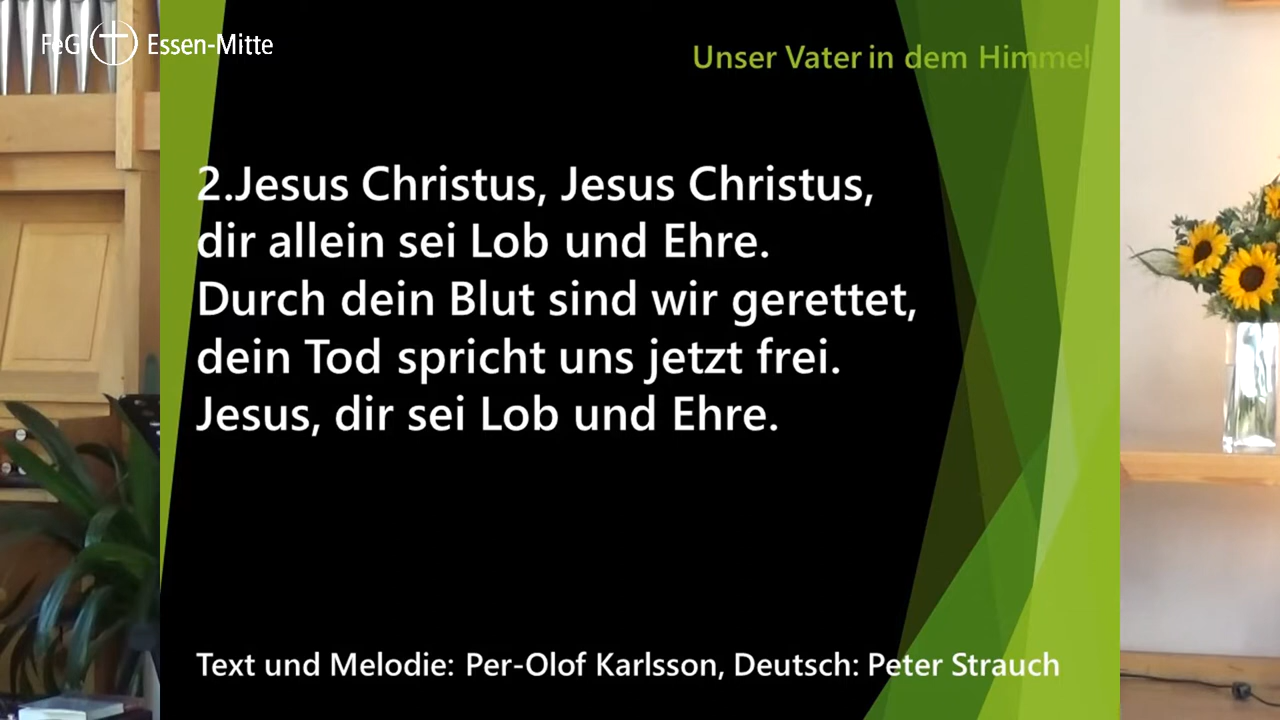 FeG Essen-Mitte
Unser Vater in dem Himmel
2.Jesus Christus, Jesus Christus,
dir allein sei Lob und Ehre.
Durch dein Blut sind wir gerettet,
dein Tod spricht uns jetzt frei.
Jesus, dir sei Lob und Ehre.
Text und Melodie: Per-Olof Karlsson, Deutsch: Peter Strauch